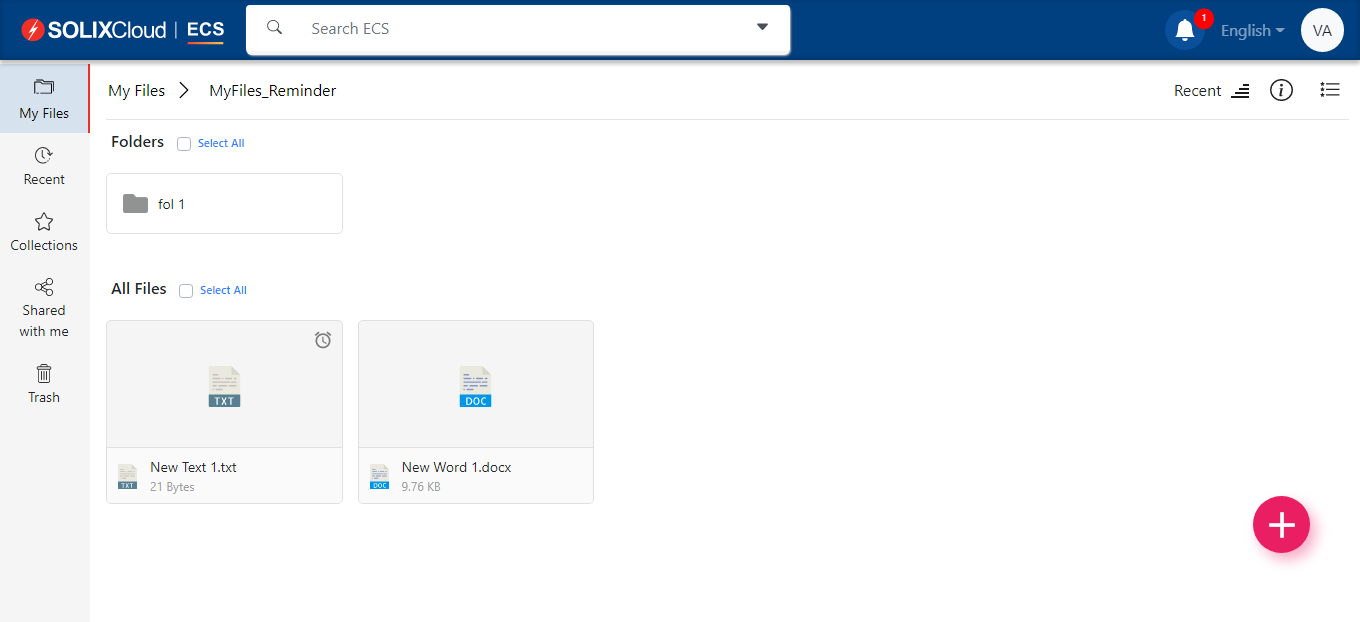 SOLIXCloud | ECS
Search ECS
1
English
VA
My Files
Recent
Collections
Shared
with me
Trash
My Files
MyFiles_Reminder
Recent
Folders
Select All
fol 1
All Files
Select All
TXT
DOC
TXT
New Text 1.txt
21 Bytes
DOC
New Word 1.docx
9.76 KB